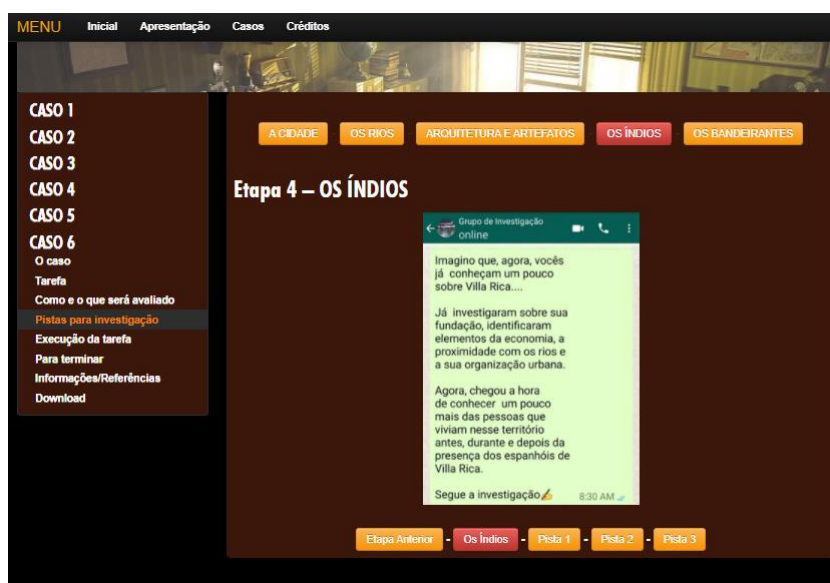 MENU Inicial Apresentação Casos Créditos
CASO 1
CASO 2
CASO 3
CASO 4
CASO 5
CASO 6
O caso
Tarefa
Como e o que será avaliado
Pistas para investigação
Execução da tarefa
Para terminar
Informações/Referências
Download
A CIDADE - OS RIOS - ARQUITETURA E ARTEFATOS - OS ÍNDIOS - OS BANDEIRANTES
Etapa 4 – OS ÍNDIOS
Grupo de Investigação
online
Imagino que, agora, vocês
já conheçam um pouco
sobre Villa Rica....
Já investigaram sobre sua
fundação, identificaram
elementos da economia, a
proximidade com os rios e
a sua organização urbana.
Agora, chegou a hora
de conhecer um pouco
mais das pessoas que
viviam nesse território
antes, durante e depois da
presença dos espanhóis de
Villa Rica.
Segue a investigação✍ 8:30 AM
Etapa Anterior - Os Índios - Pista 1 - Pista 2 - Pista 3